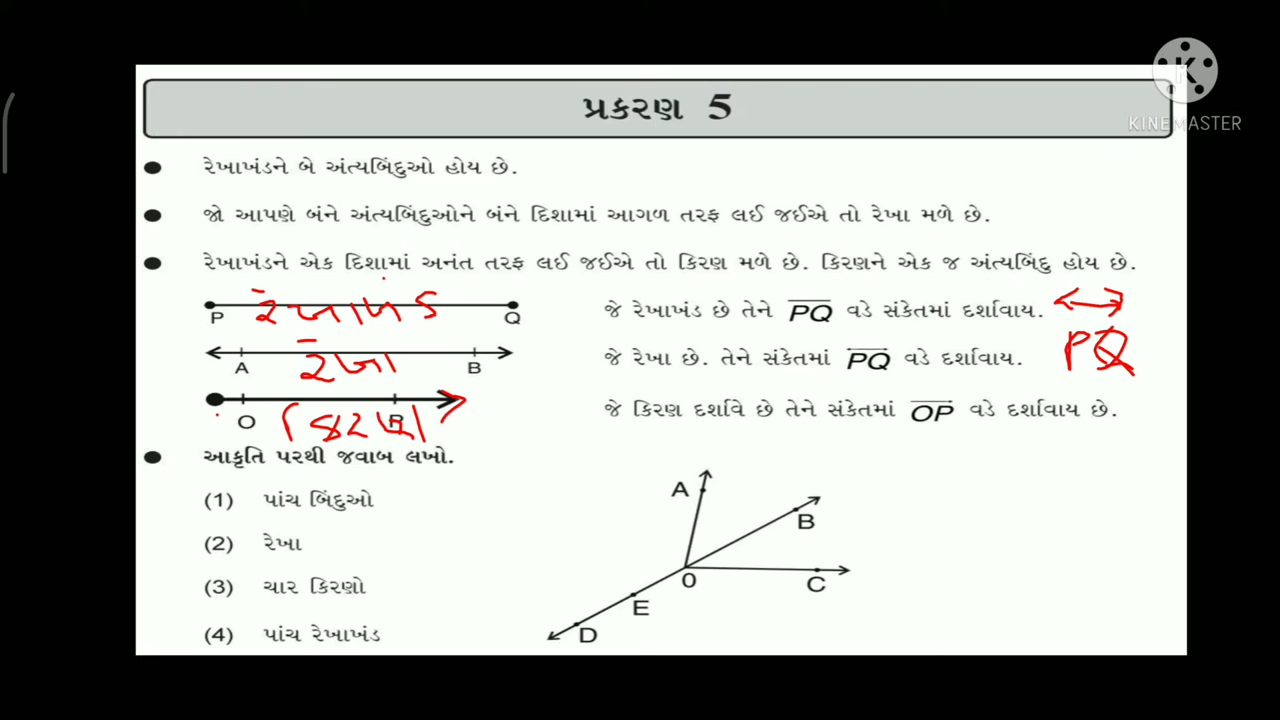 પ્રકરણ 5
KINEMASTER
● રેખાખંડને બે અંત્યબિંદુઓ હોય છે.
● જો આપણે બંને અંત્યબિંદુઓને બંને દિશામાં આગળ તરફ લઈ જઈએ તો રેખા મળે છે.
● રેખાખંડને એક દિશામાં અનંત તરફ લઈ જઈએ તો કિરણ મળે છે. કિરણને એક જ અંત્યબિંદુ હોય છે.
P રેખાખંડ Q
જે રેખાખંડ છે તેને PQ વડે સંકેતમાં દર્શાવાય.
PQ
A રેખા B
જે રેખા છે. તેને સંકેતમાં PQ વડે દર્શાવાય.
O કિરણ P
જે કિરણ દર્શાવે છે તેને સંકેતમાં OP વડે દર્શાવાય છે.
● આકૃતિ પરથી જવાબ લખો.
(1) પાંચ બિંદુઓ
(2) રેખા
(3) ચાર કિરણો
(4) પાંચ રેખાખંડ
A
B
O
C
E
D